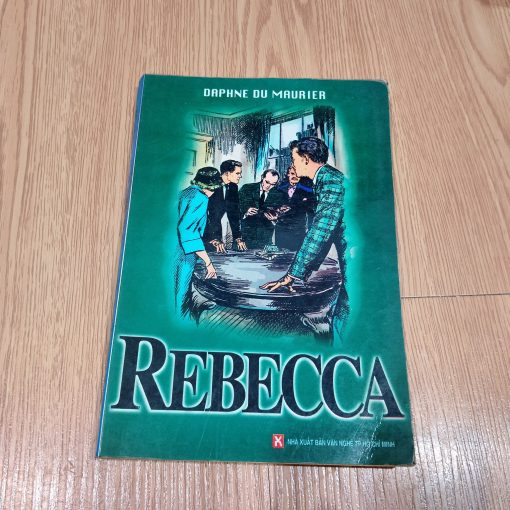 DAPHNE DU MAURIER
REBECCA
NHÀ XUẤT BẢN VĂN NGHỆ TP HỒ CHÍ MINH